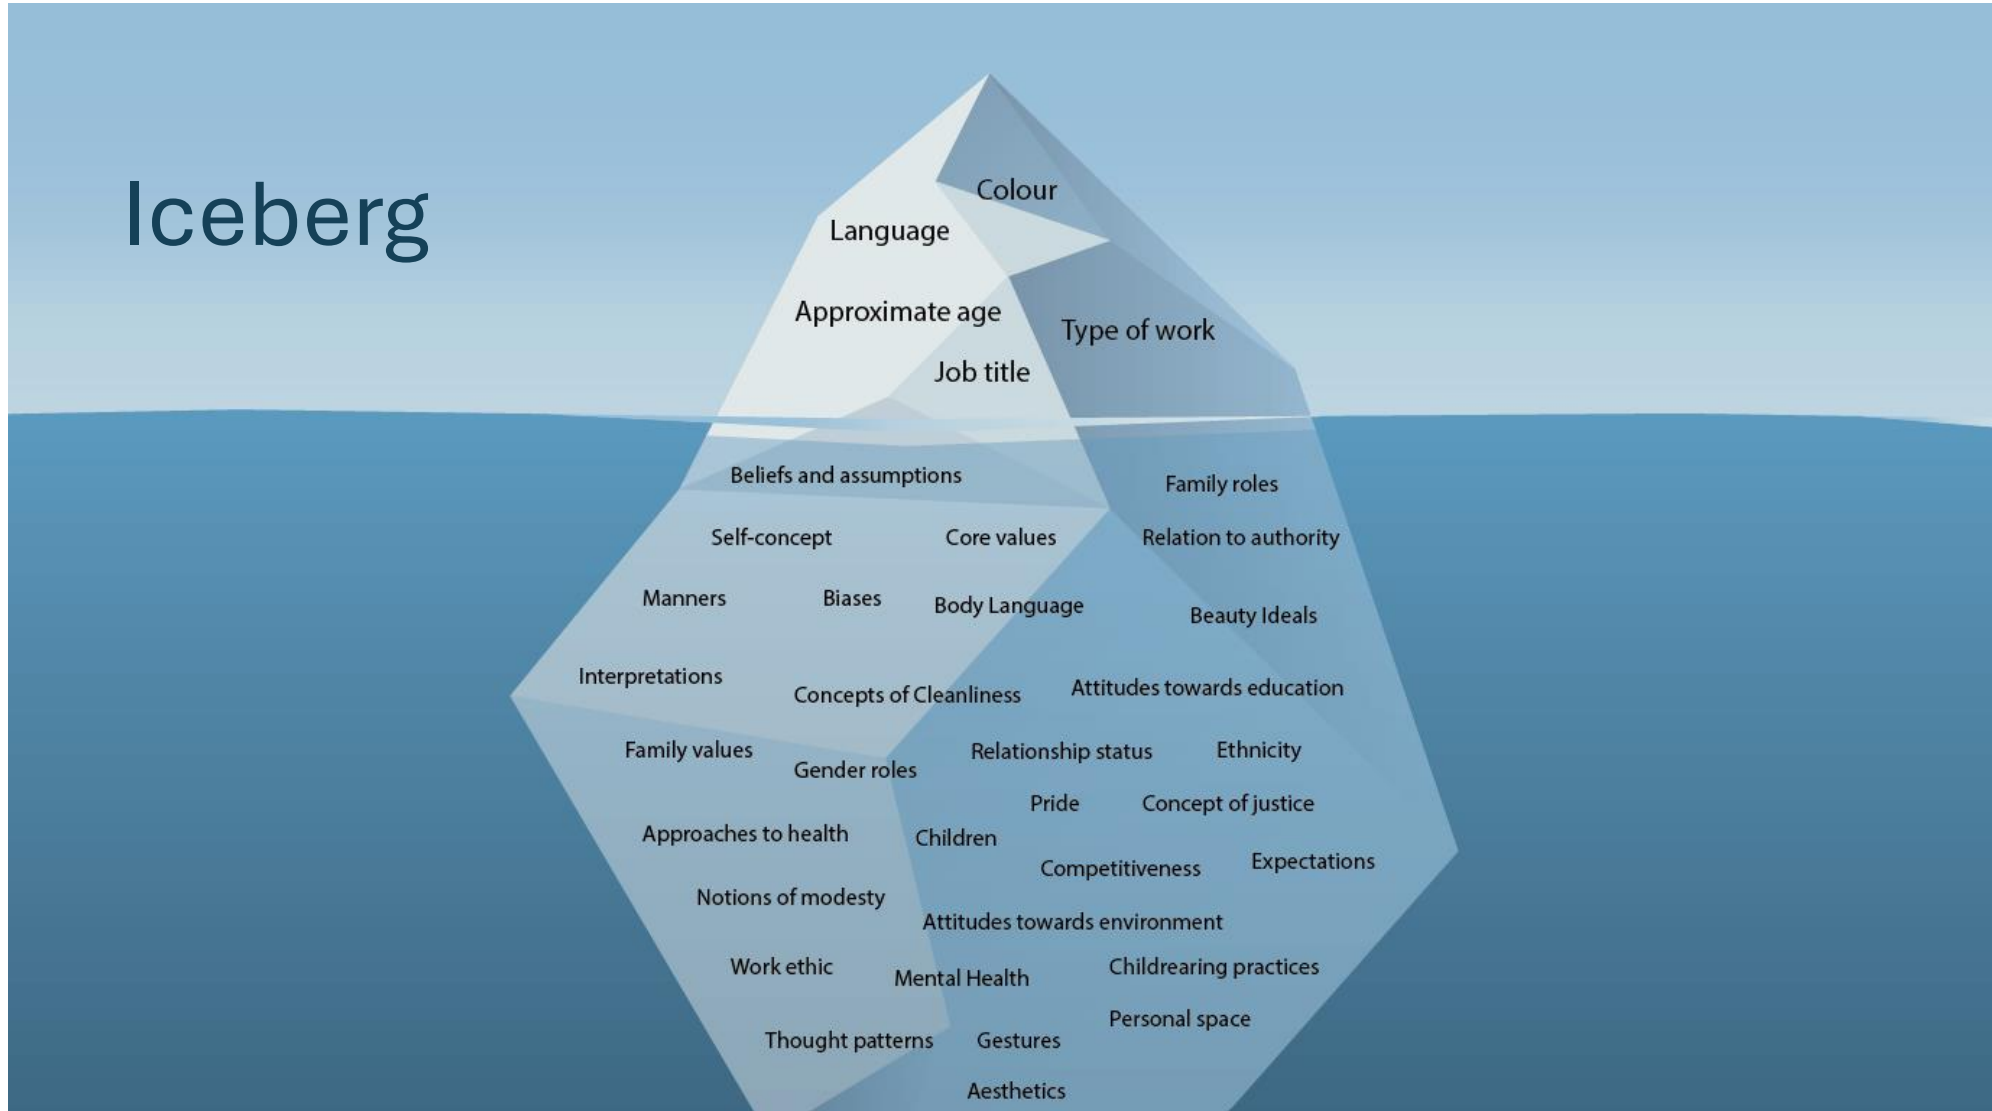 Iceberg
Colour
Language
Approximate age
Type of work
Job title
Beliefs and assumptions
Family roles
Self-concept
Core values
Relation to authority
Manners
Biases
Body Language
Beauty Ideals
Interpretations
Concepts of Cleanliness
Attitudes towards education
Family values
Gender roles
Relationship status
Ethnicity
Pride
Concept of justice
Approaches to health
Children
Competitiveness
Expectations
Notions of modesty
Attitudes towards environment
Work ethic
Mental Health
Childrearing practices
Personal space
Thought patterns
Gestures
Aesthetics